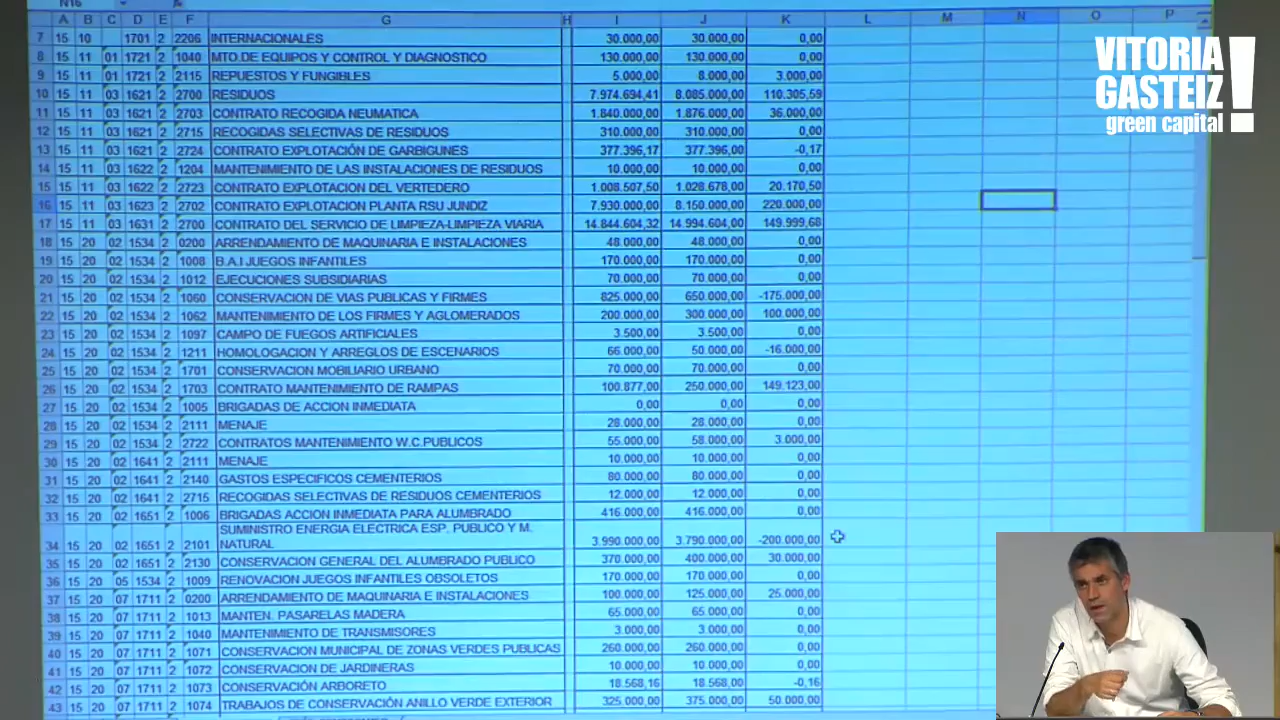 N16 fx
A B C D E F G H I J K L M N O P
7 15 10 1701 2 2206 INTERNACIONALES 30.000,00 30.000,00 0,00
8 15 11 01 1721 2 1040 MTO.DE EQUIPOS Y CONTROL Y DIAGNOSTICO 130.000,00 130.000,00 0,00
9 15 11 01 1721 2 2115 REPUESTOS Y FUNGIBLES 5.000,00 8.000,00 3.000,00
10 15 11 03 1621 2 2700 RESIDUOS 7.974.694,41 8.085.000,00 110.305,59
11 15 11 03 1621 2 2703 CONTRATO RECOGIDA NEUMATICA 1.840.000,00 1.876.000,00 36.000,00
12 15 11 03 1621 2 2715 RECOGIDAS SELECTIVAS DE RESIDUOS 310.000,00 310.000,00 0,00
13 15 11 03 1621 2 2724 CONTRATO EXPLOTACIÓN DE GARBIGUNES 377.396,17 377.396,00 -0,17
14 15 11 03 1622 2 1204 MANTENIMIENTO DE LAS INSTALACIONES DE RESIDUOS 10.000,00 10.000,00 0,00
15 15 11 03 1622 2 2723 CONTRATO EXPLOTACION DEL VERTEDERO 1.008.507,50 1.028.678,00 20.170,50
16 15 11 03 1623 2 2702 CONTRATO EXPLOTACION PLANTA RSU JUNDIZ 7.930.000,00 8.150.000,00 220.000,00
17 15 11 03 1631 2 2700 CONTRATO DEL SERVICIO DE LIMPIEZA-LIMPIEZA VIARIA 14.844.604,32 14.994.604,00 149.999,68
18 15 20 02 1534 2 0200 ARRENDAMIENTO DE MAQUINARIA E INSTALACIONES 48.000,00 48.000,00 0,00
19 15 20 02 1534 2 1008 B.A.I JUEGOS INFANTILES 170.000,00 170.000,00 0,00
20 15 20 02 1534 2 1012 EJECUCIONES SUBSIDIARIAS 70.000,00 70.000,00 0,00
21 15 20 02 1534 2 1060 CONSERVACION DE VIAS PUBLICAS Y FIRMES 825.000,00 650.000,00 -175.000,00
22 15 20 02 1534 2 1062 MANTENIMIENTO DE LOS FIRMES Y AGLOMERADOS 200.000,00 300.000,00 100.000,00
23 15 20 02 1534 2 1097 CAMPO DE FUEGOS ARTIFICIALES 3.500,00 3.500,00 0,00
24 15 20 02 1534 2 1211 HOMOLOGACION Y ARREGLOS DE ESCENARIOS 66.000,00 50.000,00 -16.000,00
25 15 20 02 1534 2 1701 CONSERVACION MOBILIARIO URBANO 70.000,00 70.000,00 0,00
26 15 20 02 1534 2 1703 CONTRATO MANTENIMIENTO DE RAMPAS 100.877,00 250.000,00 149.123,00
27 15 20 02 1534 2 1005 BRIGADAS DE ACCION INMEDIATA 0,00 0,00 0,00
28 15 20 02 1534 2 2111 MENAJE 28.000,00 28.000,00 0,00
29 15 20 02 1534 2 2722 CONTRATOS MANTENIMIENTO W.C.PUBLICOS 55.000,00 58.000,00 3.000,00
30 15 20 02 1641 2 2111 MENAJE 10.000,00 10.000,00 0,00
31 15 20 02 1641 2 2140 GASTOS ESPECIFICOS CEMENTERIOS 80.000,00 80.000,00 0,00
32 15 20 02 1641 2 2715 RECOGIDAS SELECTIVAS DE RESIDUOS CEMENTERIOS 12.000,00 12.000,00 0,00
33 15 20 02 1651 2 1006 BRIGADAS ACCION INMEDIATA PARA ALUMBRADO 416.000,00 416.000,00 0,00
SUMINISTRO ENERGIA ELECTRICA ESP. PUBLICO Y M.
34 15 20 02 1651 2 2101 NATURAL 3.990.000,00 3.790.000,00 -200.000,00
35 15 20 02 1651 2 2130 CONSERVACION GENERAL DEL ALUMBRADO PUBLICO 370.000,00 400.000,00 30.000,00
36 15 20 05 1534 2 1009 RENOVACION JUEGOS INFANTILES OBSOLETOS 170.000,00 170.000,00 0,00
37 15 20 07 1711 2 0200 ARRENDAMIENTO DE MAQUINARIA E INSTALACIONES 100.000,00 125.000,00 25.000,00
38 15 20 07 1711 2 1013 MANTEN. PASARELAS MADERA 65.000,00 65.000,00 0,00
39 15 20 07 1711 2 1040 MANTENIMIENTO DE TRANSMISORES 3.000,00 3.000,00 0,00
40 15 20 07 1711 2 1071 CONSERVACION MUNICIPAL DE ZONAS VERDES PUBLICAS 260.000,00 260.000,00 0,00
41 15 20 07 1711 2 1072 CONSERVACION DE JARDINERAS 10.000,00 10.000,00 0,00
42 15 20 07 1711 2 1073 CONSERVACIÓN ARBORETO 18.568,16 18.568,00 -0,16
43 15 20 07 1711 2 1074 TRABAJOS DE CONSERVACIÓN ANILLO VERDE EXTERIOR 325.000,00 375.000,00 50.000,00
VITORIA
GASTEIZ!
green capital